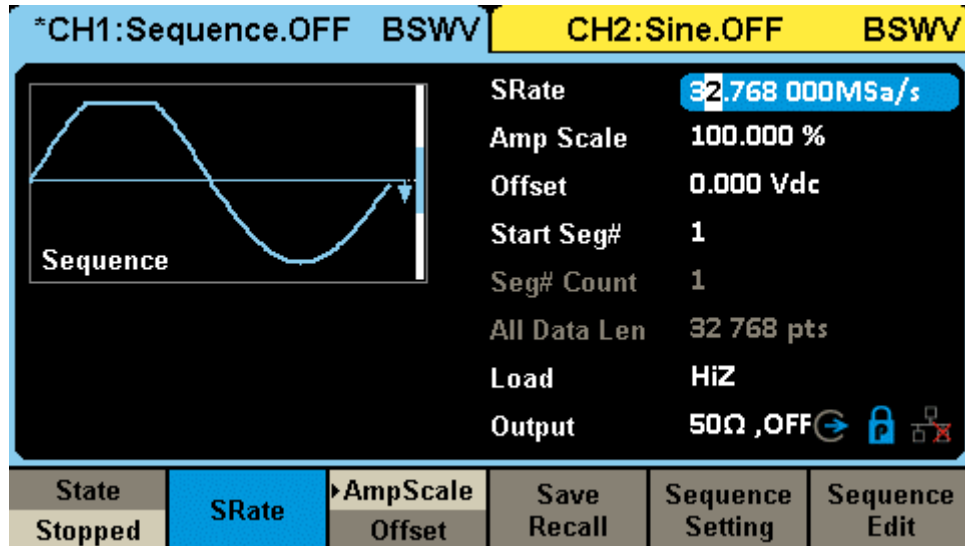 *CH1:Sequence.OFF BSWV
CH2:Sine.OFF BSWV
Sequence
SRate 32.768 000MSa/s
Amp Scale 100.000 %
Offset 0.000 Vdc
Start Seg# 1
Seg# Count 1
All Data Len 32 768 pts
Load HiZ
Output 50Ω ,OFF
P
State
Stopped
SRate
AmpScale
Offset
Save
Recall
Sequence
Setting
Sequence
Edit